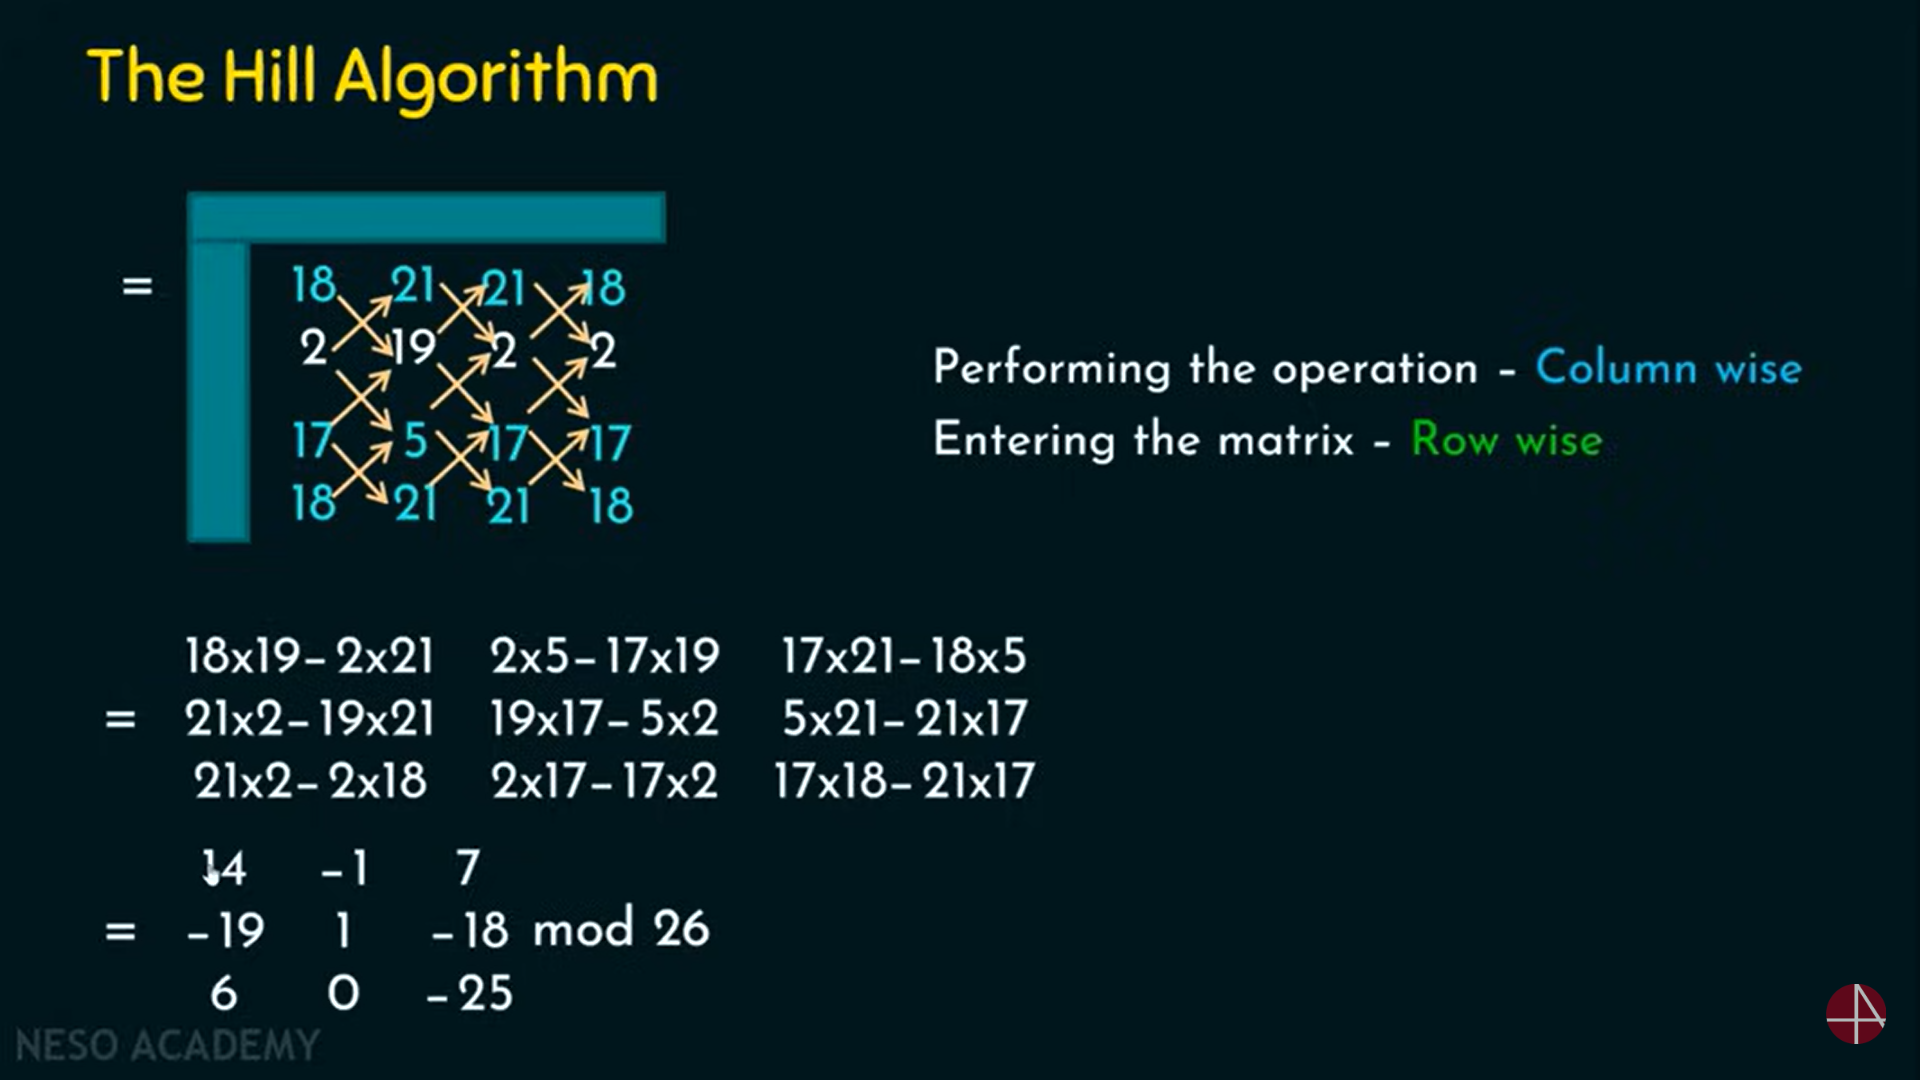 The Hill Algorithm
= 18 21 21 18
2 19 2 2
17 5 17 17
18 21 21 18
Performing the operation – Column wise
Entering the matrix – Row wise
18x19–2x21 2x5–17x19 17x21–18x5
= 21x2–19x21 19x17–5x2 5x21–21x17
21x2–2x18 2x17–17x2 17x18–21x17
14 –1 7
= –19 1 –18 mod 26
6 0 –25
NESO ACADEMY